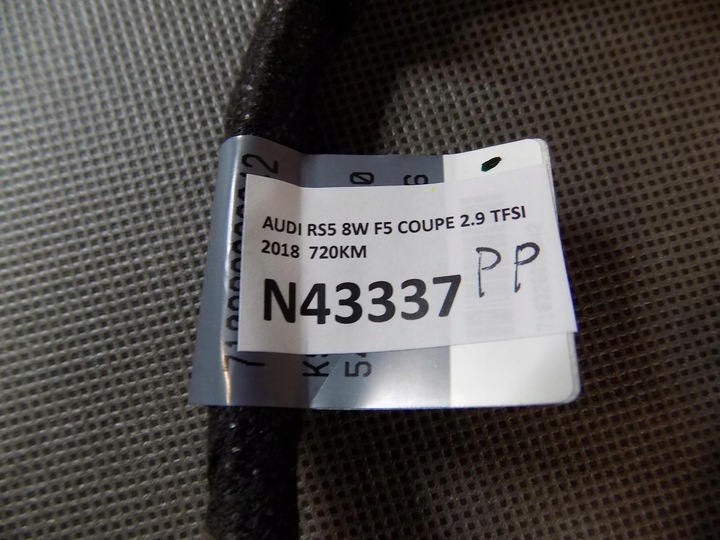 AUDI RS5 8W F5 COUPE 2.9 TFSI
2018 720KM
N43337
PP